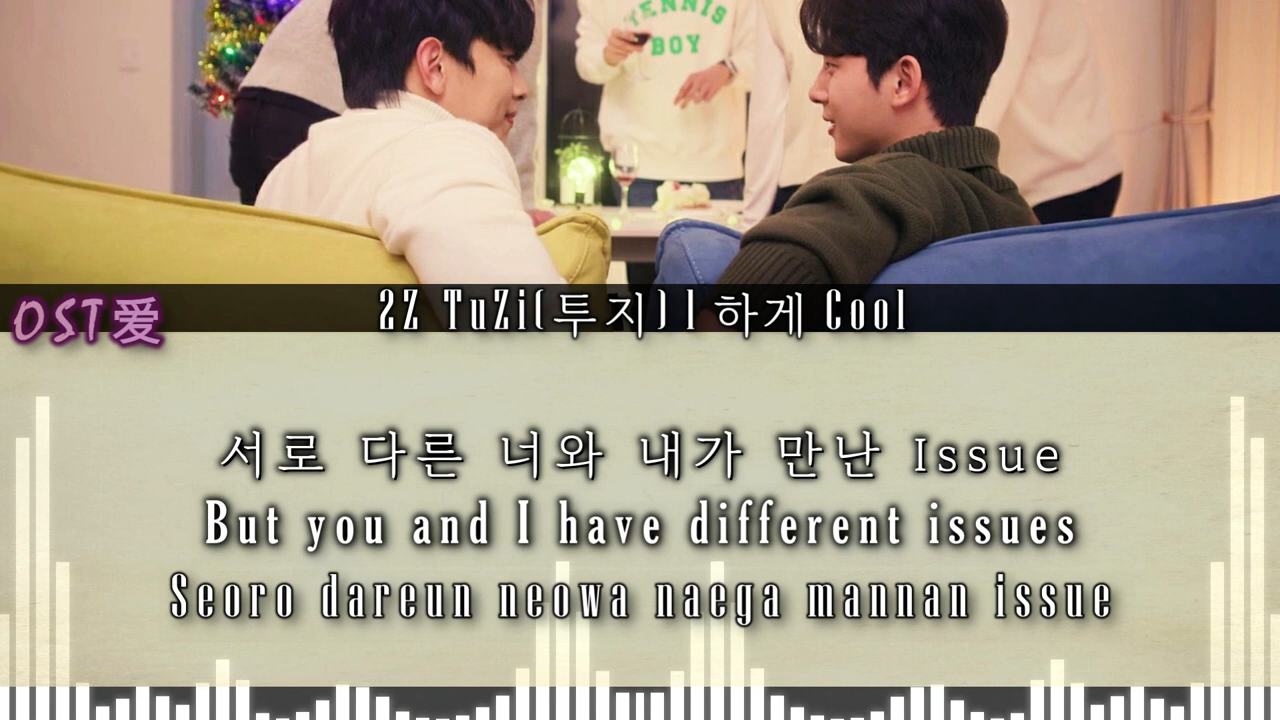 TENNIS
BOY
OST爱
2Z TuZi(투지) l 하게 Cool
서로 다른 너와 내가 만난 Issue
But you and I have different issues
Seoro dareun neowa naega mannan issue